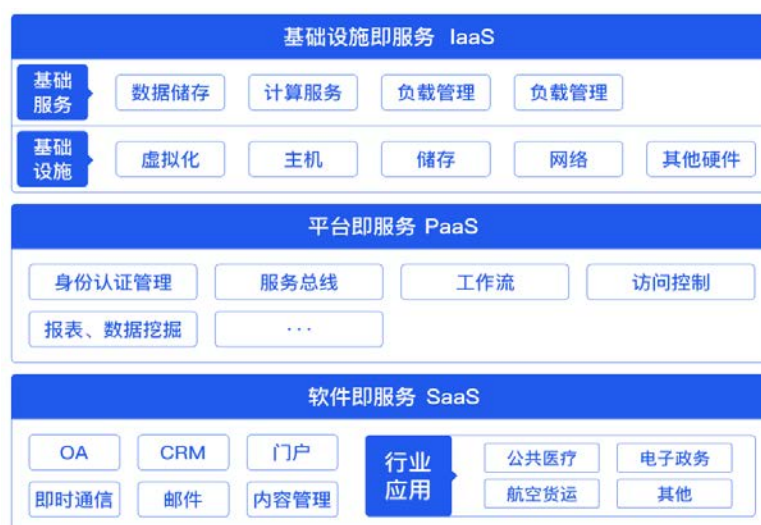 基础设施即服务 IaaS
基础
服务
数据储存 计算服务 负载管理 负载管理
基础
设施
虚拟化 主机 储存 网络 其他硬件
平台即服务 PaaS
身份认证管理 服务总线 工作流 访问控制
报表、数据挖掘 ...
软件即服务 SaaS
OA CRM 门户
即时通信 邮件 内容管理
行业
应用
公共医疗 电子政务
航空货运 其他